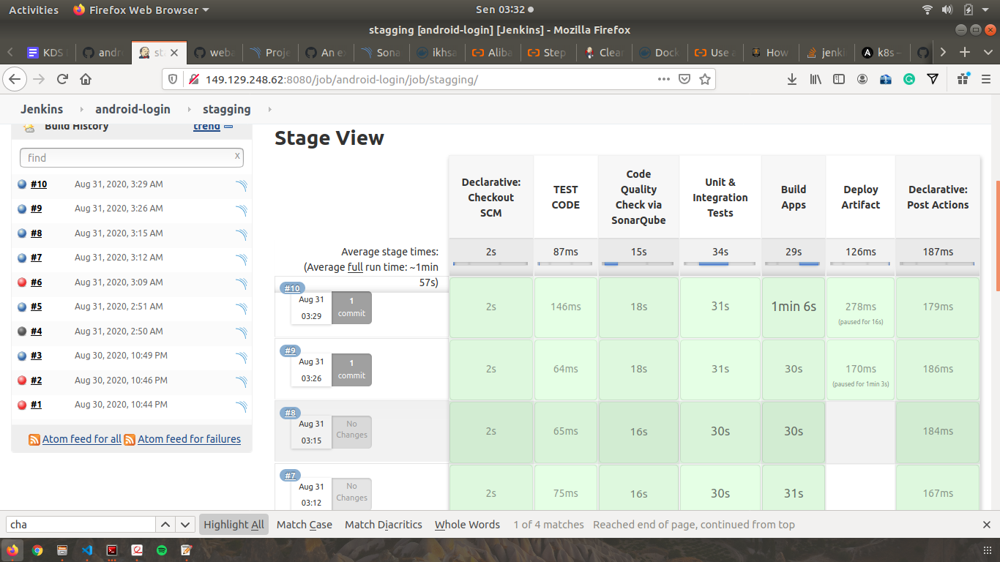 Activities
Firefox Web Browser
Sen 03:32
stagging [android-login] [Jenkins] - Mozilla Firefox
KDS
andr
sta
weba
Proje
An ex
Sona
ikhsa
Aliba
Step
Clear
Dock
Use a
How
jenki
k8s –
149.129.248.62:8080/job/android-login/job/stagging/
Jenkins
android-login
stagging
Build History
trend
find
x
#10 Aug 31, 2020, 3:29 AM
#9 Aug 31, 2020, 3:26 AM
#8 Aug 31, 2020, 3:15 AM
#7 Aug 31, 2020, 3:12 AM
#6 Aug 31, 2020, 3:09 AM
#5 Aug 31, 2020, 2:51 AM
#4 Aug 31, 2020, 2:50 AM
#3 Aug 30, 2020, 10:49 PM
#2 Aug 30, 2020, 10:46 PM
#1 Aug 30, 2020, 10:44 PM
Atom feed for all Atom feed for failures
Stage View
Declarative:
Checkout
SCM
TEST
CODE
Code
Quality
Check via
SonarQube
Unit &
Integration
Tests
Build
Apps
Deploy
Artifact
Declarative:
Post Actions
Average stage times:
(Average full run time: ~1min
57s)
2s 87ms 15s 34s 29s 126ms 187ms
#10
Aug 31
03:29
1
commit
2s 146ms 18s 31s 1min 6s 278ms 179ms
(paused for 16s)
#9
Aug 31
03:26
1
commit
2s 64ms 18s 31s 30s 170ms 186ms
(paused for 1min 3s)
#8
Aug 31
03:15
No
Changes
2s 65ms 16s 30s 30s 184ms
#7
Aug 31
03:12
No
Changes
2s 75ms 16s 30s 31s 167ms
cha
Highlight All
Match Case
Match Diacritics
Whole Words
1 of 4 matches
Reached end of page, continued from top